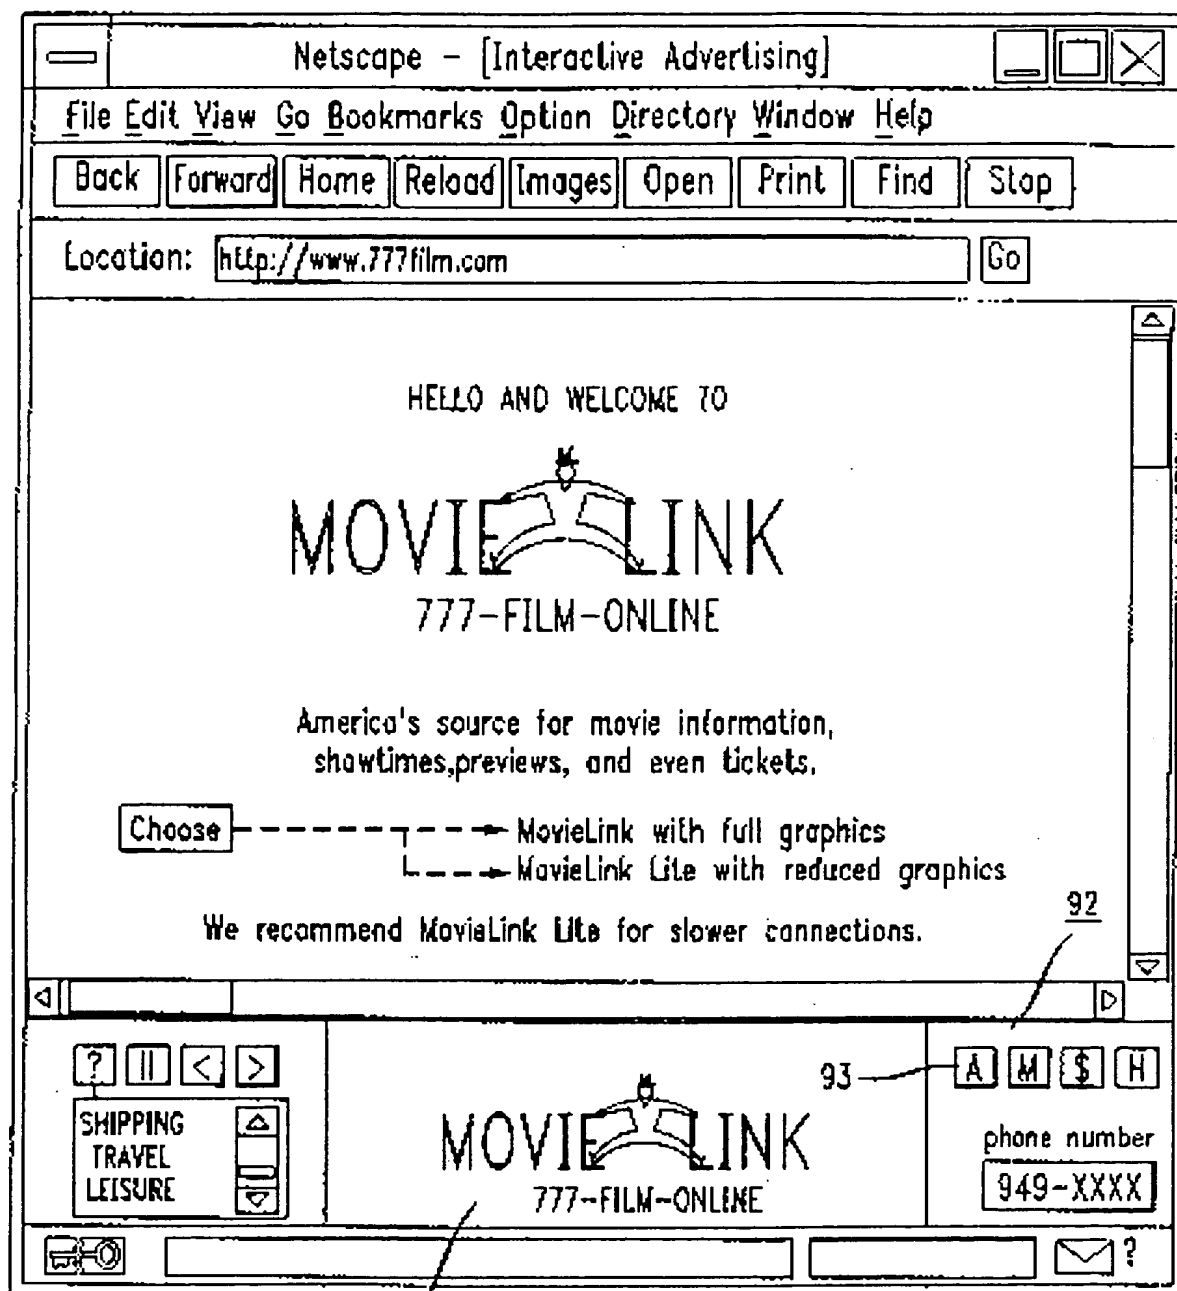 Netscape - [Interactive Advertising]
File Edit View Go Bookmarks Option Directory Window Help
Back Forward Home Reload Images Open Print Find Stop
Location: http://www.777film.com Go
HELLO AND WELCOME TO
M
MOVIE LINK
777-FILM-ONLINE
America's source for movie information,
showtimes,previews, and even tickets.
Choose MovieLink with full graphics
MovieLink Lite with reduced graphics
We recommend MovieLink Lite for slower connections.
92
? || < > 93 A M $ H
SHIPPING
TRAVEL
LEISURE
M
MOVIE LINK
777-FILM-ONLINE
phone number
949-XXXX
?